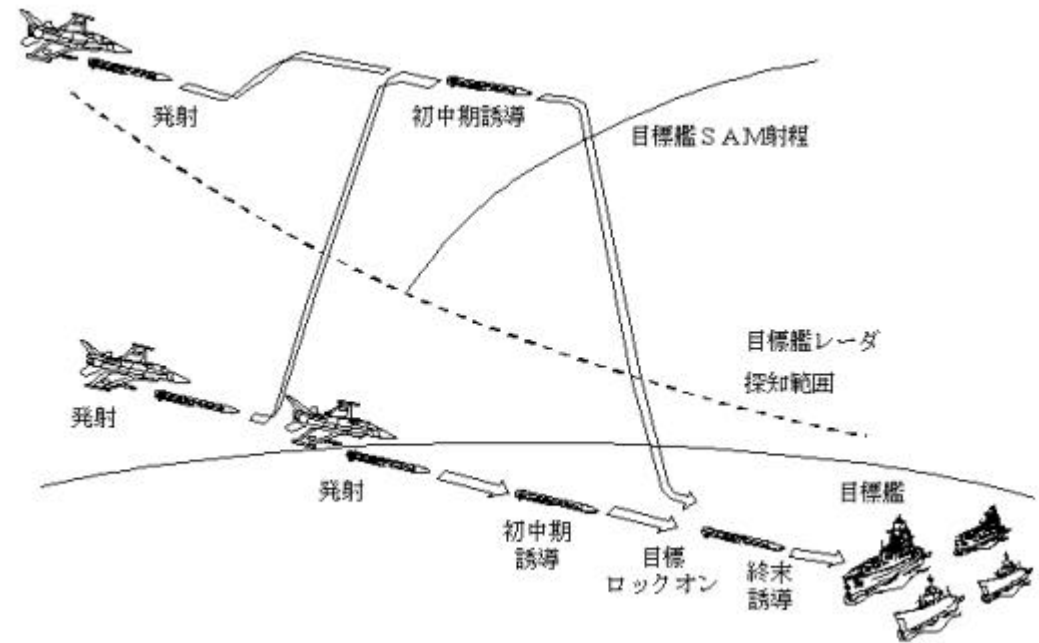 発射
初中期誘導
目標艦ＳＡＭ射程
目標艦レーダ
探知範囲
発射
発射
目標艦
初中期
誘導
目標
ロックオン
終末
誘導